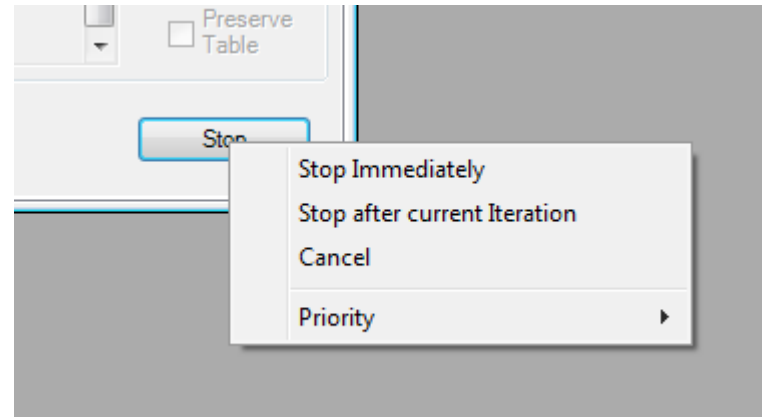 Preserve
Table
Stop
Stop Immediately
Stop after current Iteration
Cancel
Priority